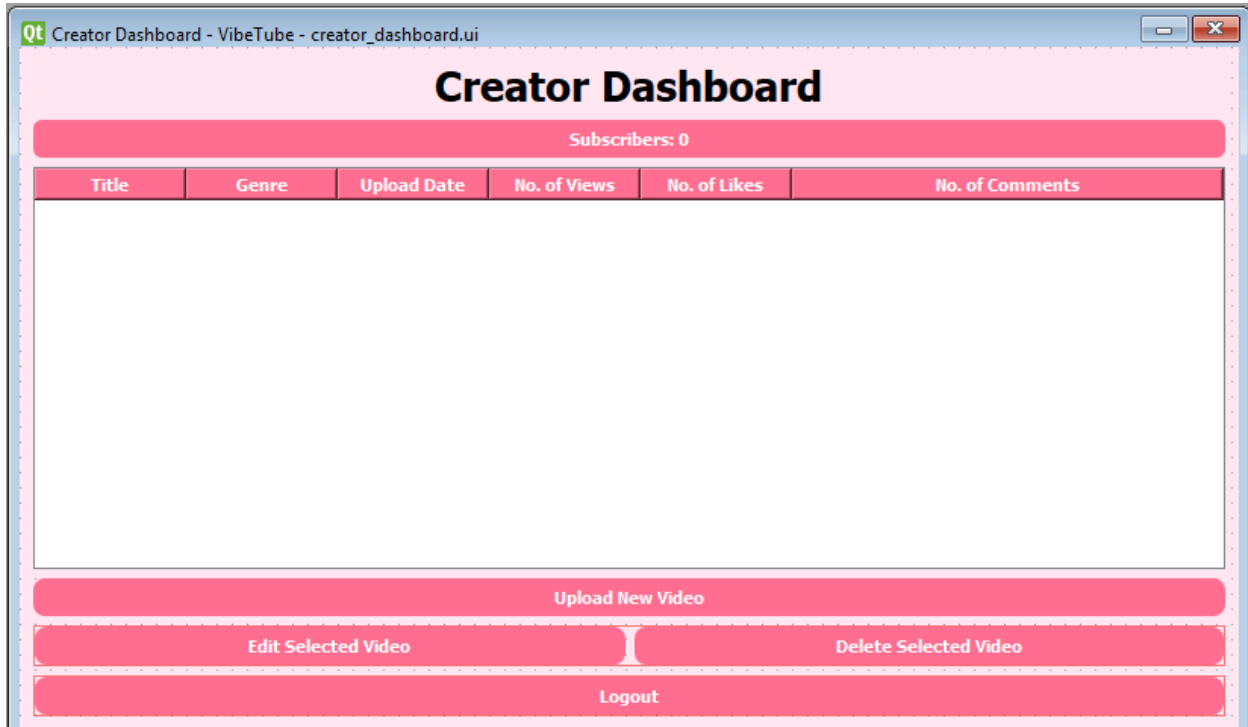 Qt Creator Dashboard - VibeTube - creator_dashboard.ui
Creator Dashboard
Subscribers: 0
Title Genre Upload Date No. of Views No. of Likes No. of Comments
Upload New Video
Edit Selected Video Delete Selected Video
Logout